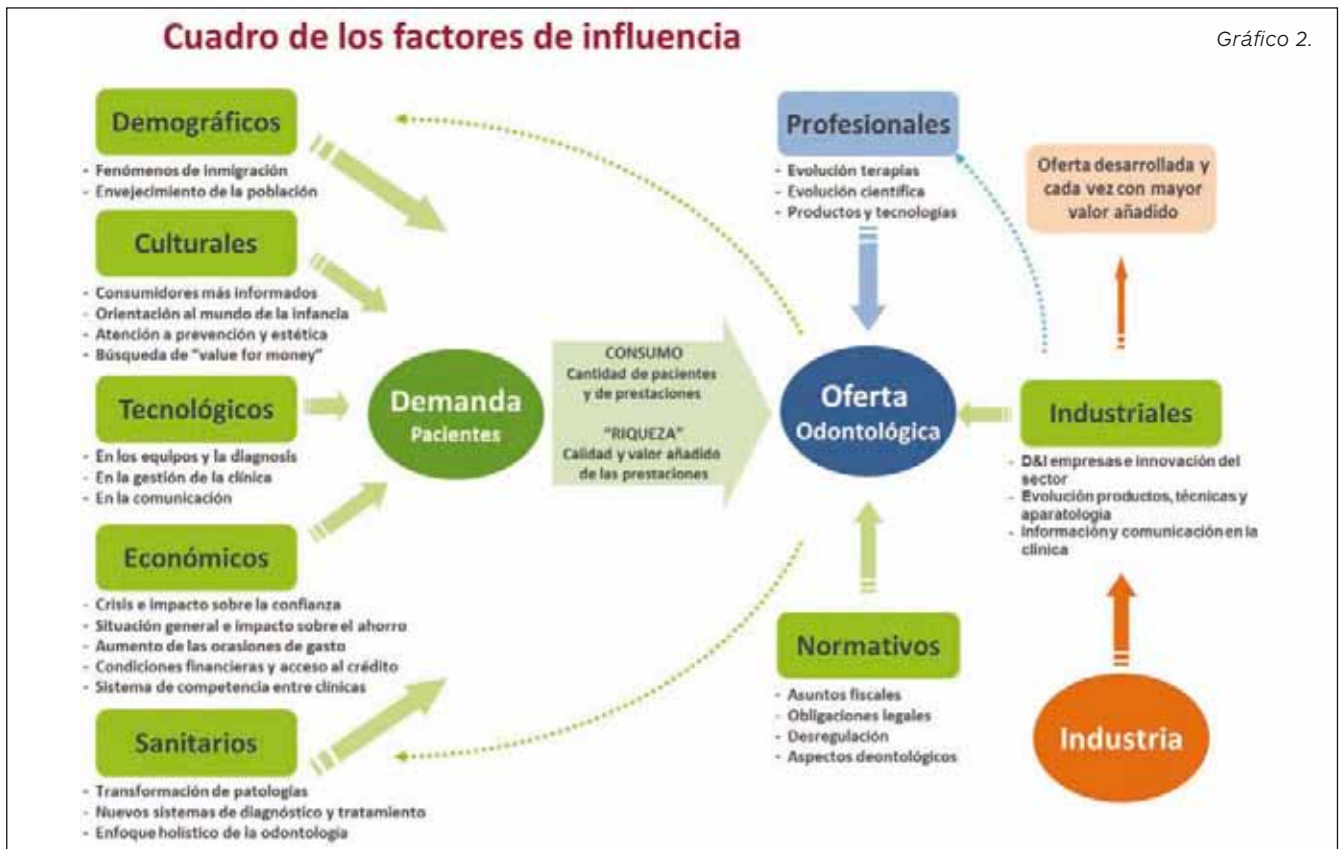 Cuadro de los factores de influencia
Gráfico 2.
Demográficos
- Fenómenos de inmigración
- Envejecimiento de la población
Culturales
- Consumidores más informados
- Orientación al mundo de la infancia
- Atención a prevención y estética
- Búsqueda de "value for money"
Tecnológicos
- En los equipos y la diagnosis
- En la gestión de la clínica
- En la comunicación
Económicos
- Crisis e impacto sobre la confianza
- Situación general e impacto sobre el ahorro
- Aumento de las ocasiones de gasto
- Condiciones financieras y acceso al crédito
- Sistema de competencia entre clínicas
Sanitarios
- Transformación de patologías
- Nuevos sistemas de diagnóstico y tratamiento
- Enfoque holístico de la odontología
Demanda
Pacientes
CONSUMO
Cantidad de pacientes
y de prestaciones
"RIQUEZA"
Calidad y valor añadido
de las prestaciones
Profesionales
- Evolución terapias
- Evolución científica
- Productos y tecnologías
Oferta
Odontológica
Normativos
- Asuntos fiscales
- Obligaciones legales
- Desregulación
- Aspectos deontológicos
Oferta desarrollada y
cada vez con mayor
valor añadido
Industriales
- D&I empresas e innovación del
sector
- Evolución productos, técnicas y
aparatología
- Información y comunicación en la
clínica
Industria